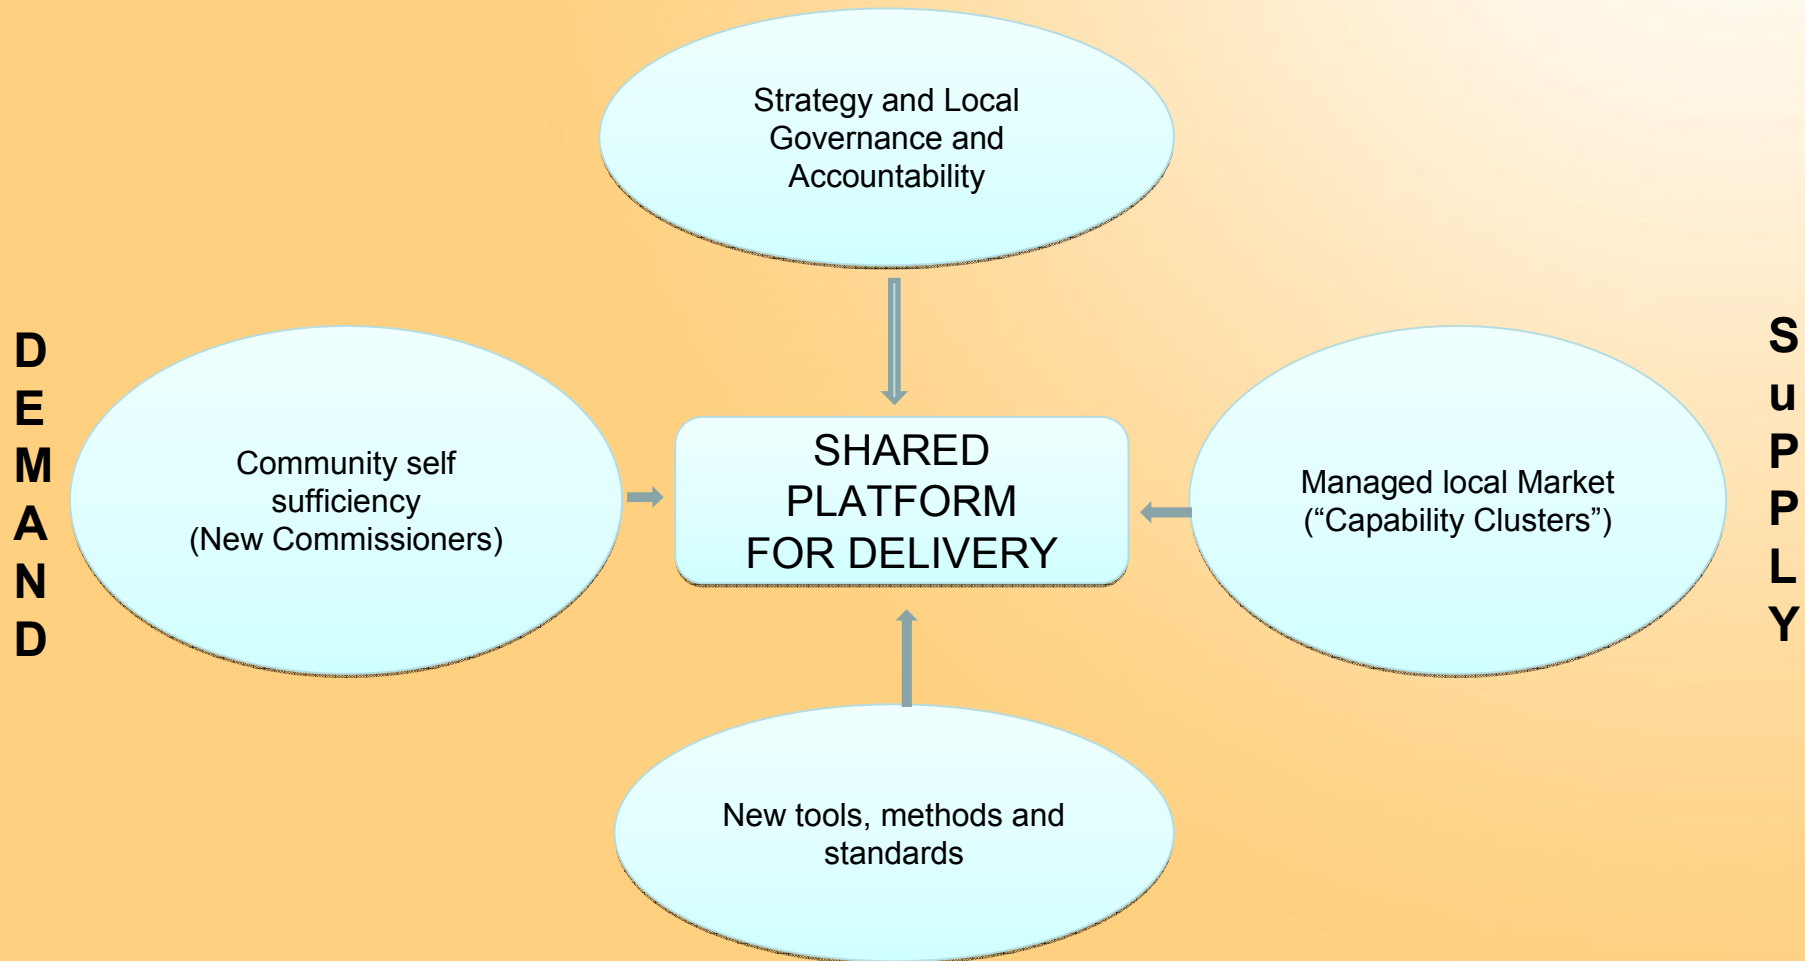 Strategy and Local
Governance and
Accountability
D
E
M
A
N
D
Community self
sufficiency
(New Commissioners)
SHARED
PLATFORM
FOR DELIVERY
Managed local Market
(“Capability Clusters”)
S
u
P
P
L
Y
New tools, methods and
standards